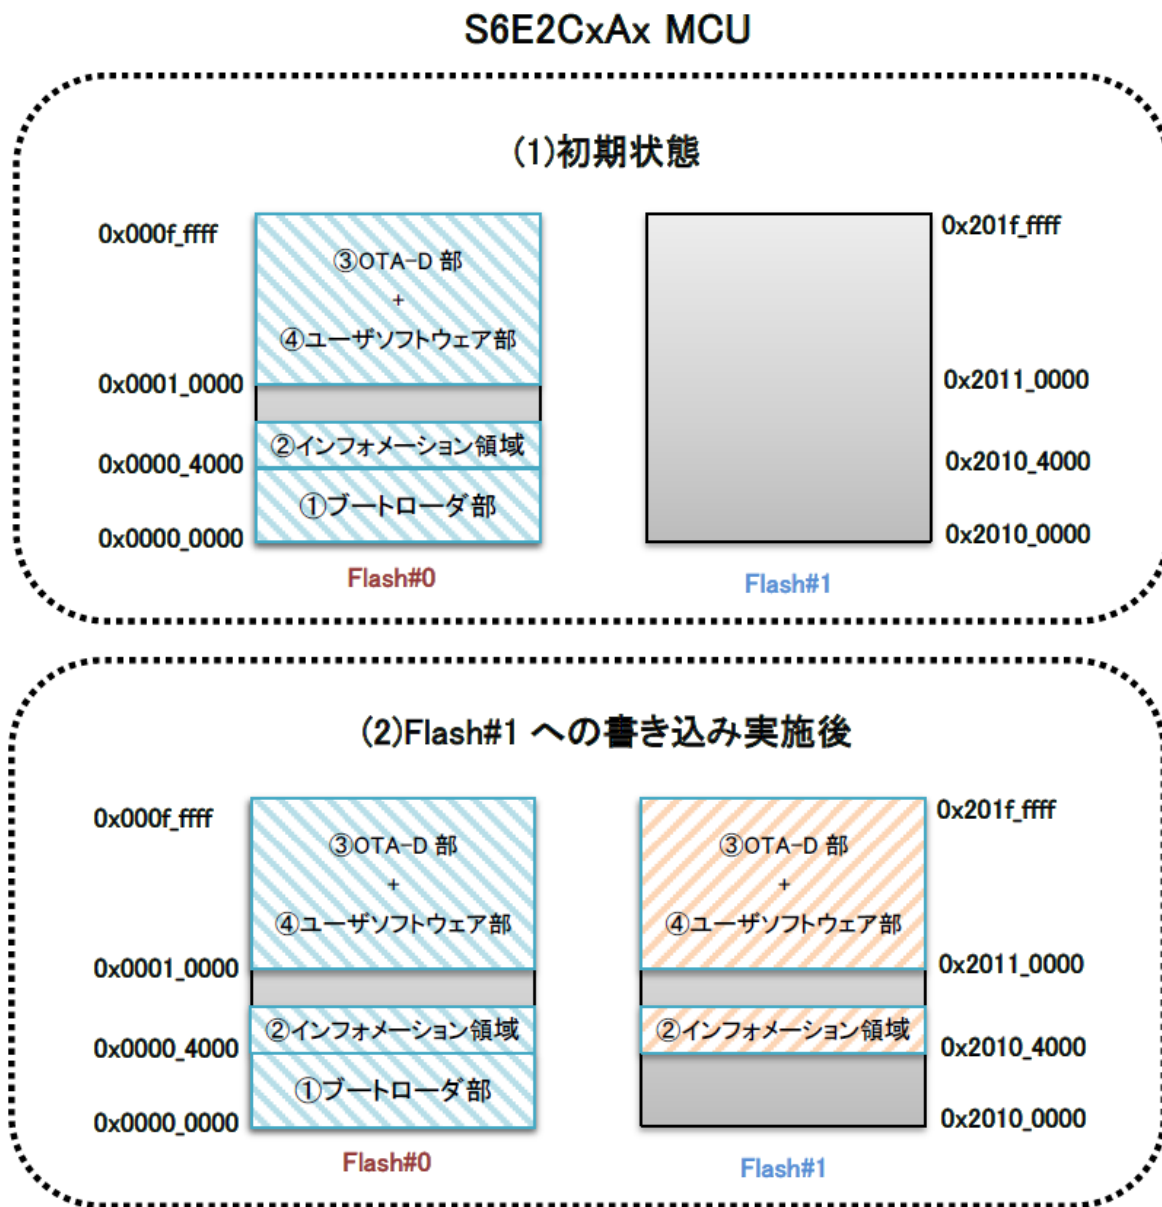 S6E2CxAx MCU
(1)初期状態
0x000f_ffff
③OTA-D 部
+
④ユーザソフトウェア部
0x0001_0000
②インフォメーション領域
0x0000_4000
①ブートローダ部
0x0000_0000
Flash#0
0x201f_ffff
0x2011_0000
0x2010_4000
0x2010_0000
Flash#1
(2)Flash#1 への書き込み実施後
0x000f_ffff
③OTA-D 部
+
④ユーザソフトウェア部
0x0001_0000
②インフォメーション領域
0x0000_4000
①ブートローダ部
0x0000_0000
Flash#0
0x201f_ffff
③OTA-D 部
+
④ユーザソフトウェア部
0x2011_0000
②インフォメーション領域
0x2010_4000
0x2010_0000
Flash#1